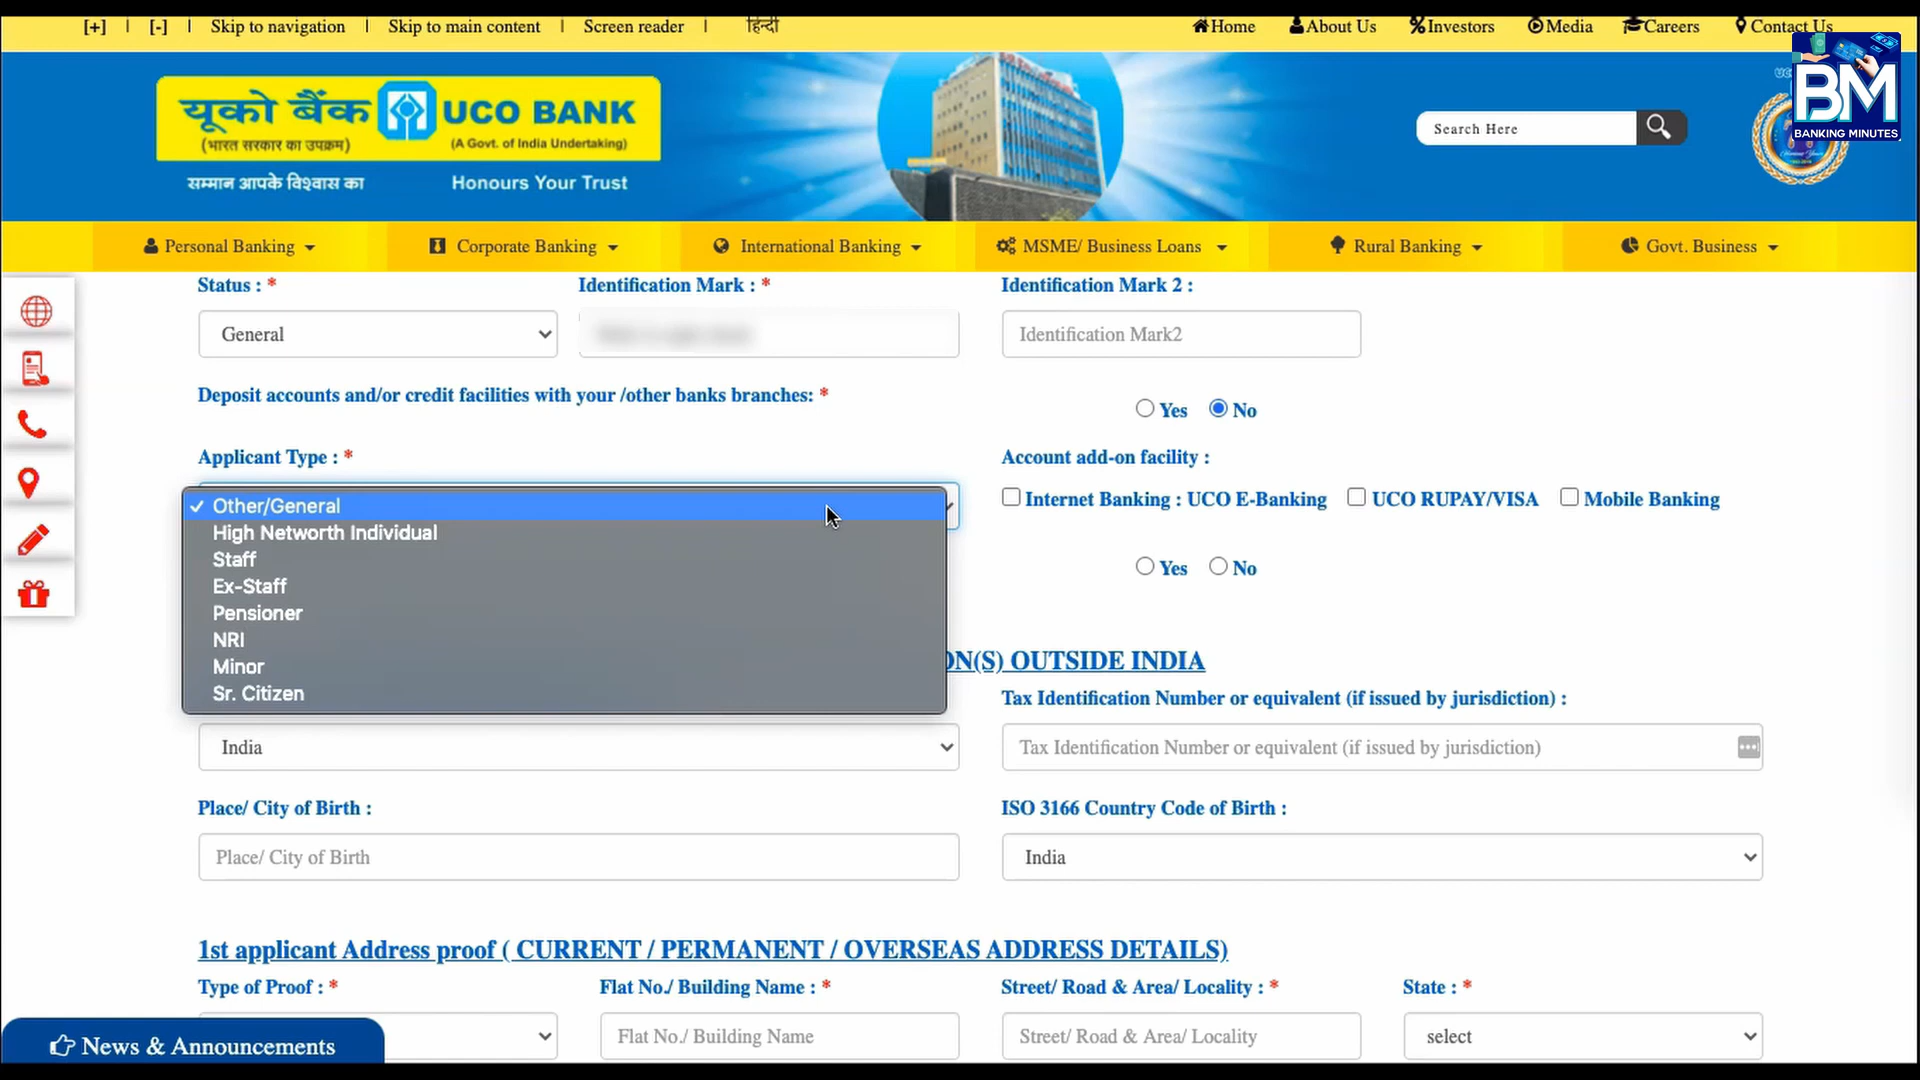 [+] | [-] | Skip to navigation | Skip to main content | Screen reader | हिन्दी Home About Us Investors Media Careers Contact Us
यूको बैंक UCO BANK
(भारत सरकार का उपक्रम) (A Govt. of India Undertaking)
सम्मान आपके विश्वास का Honours Your Trust
Search Here
BM
BANKING MINUTES
Personal Banking Corporate Banking International Banking MSME/ Business Loans Rural Banking Govt. Business
Status : * Identification Mark : * Identification Mark 2 :
General Identification Mark2
Deposit accounts and/or credit facilities with your /other banks branches: * Yes No
Applicant Type : * Account add-on facility :
✓ Other/General
High Networth Individual
Staff
Ex-Staff
Pensioner
NRI
Minor
Sr. Citizen
Internet Banking : UCO E-Banking UCO RUPAY/VISA Mobile Banking
Yes No
ON(S) OUTSIDE INDIA
Tax Identification Number or equivalent (if issued by jurisdiction) :
India Tax Identification Number or equivalent (if issued by jurisdiction)
Place/ City of Birth : ISO 3166 Country Code of Birth :
Place/ City of Birth India
1st applicant Address proof ( CURRENT / PERMANENT / OVERSEAS ADDRESS DETAILS)
Type of Proof : * Flat No./ Building Name : * Street/ Road & Area/ Locality : * State : *
Flat No./ Building Name Street/ Road & Area/ Locality select
News & Announcements